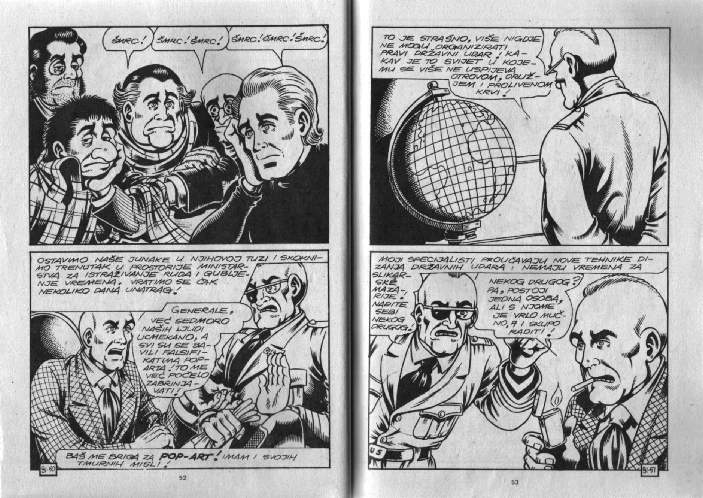 ŠMRC!
ŠMRC! ŠMRC!
ŠMRC! ŠMRC! ŠMRC!
OSTAVIMO NAŠE JUNAKE U NJIHOVOJ TUZI I SKOKNI-
MO TRENUTAK U PROSTORIJE MINISTAR-
STVA ZA ISTRAŽIVANJE RUDA I GUBLJE-
NJE VREMENA, VRATIMO SE ČAK
NEKOLIKO DANA UNATRAG!
GENERALE,
VEĆ SEDMORO
NAŠIH LJUDI
UCMEKANO, A
SVI SU SE BA-
VILI FALSIFI-
KATIMA POP-
ARTA! TO ME
VEĆ POČELO
ZABRINJA-
VATI!
BAŠ ME BRIGA ZA POP-ART! IMAM I SVOJIH
TMURNIH MISLI!
52
TO JE STRAŠNO, VIŠE NIGDJE
NE MOGU ORGANIZIRATI
PRAVI DRŽAVNI UDAR! KA-
KAV JE TO SVIJET U KOJE-
MU SE VIŠE NE USPIJEVA
OTROVOM, ORUŽ-
JEM I PROLIVENOM
KRVI!
MOJI SPECIJALISTI PROUČAVAJU NOVE TEHNIKE DI-
ZANJA DRŽAVNIH UDARA I NEMAJU VREMENA ZA
SLIKAR-
SKE
MAZA-
RIJE!
NAĐITE
SEBI
NEKOG
DRUGOG!
NEKOG DRUGOG?
PA, POSTOJI
JEDNA OSOBA,
ALI S NJOME
JE VRLO MUČ-
NO, A I SKUPO
RADITI!
US
53